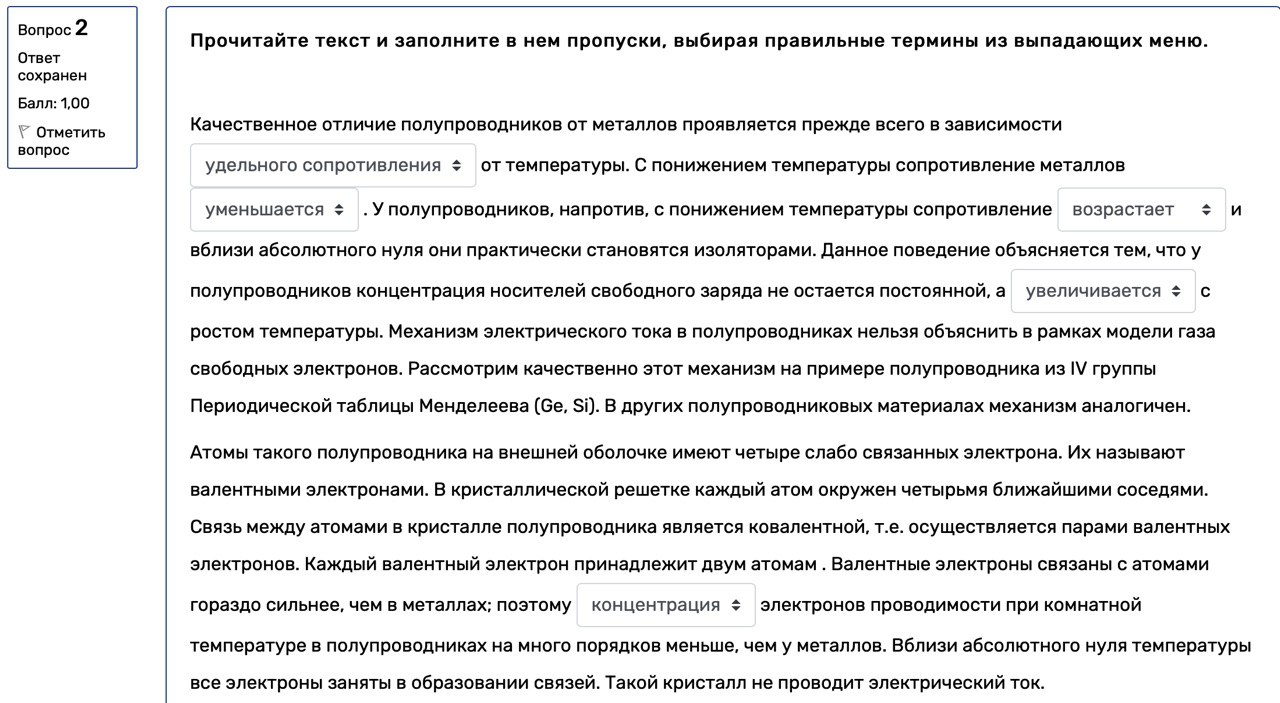 Вопрос 2
Ответ
сохранен
Балл: 1,00
Отметить
вопрос
Прочитайте текст и заполните в нем пропуски, выбирая правильные термины из выпадающих меню.
Качественное отличие полупроводников от металлов проявляется прежде всего в зависимости
удельного сопротивления от температуры. С понижением температуры сопротивление металлов
уменьшается . У полупроводников, напротив, с понижением температуры сопротивление возрастает и
вблизи абсолютного нуля они практически становятся изоляторами. Данное поведение объясняется тем, что у
полупроводников концентрация носителей свободного заряда не остается постоянной, а увеличивается с
ростом температуры. Механизм электрического тока в полупроводниках нельзя объяснить в рамках модели газа
свободных электронов. Рассмотрим качественно этот механизм на примере полупроводника из IV группы
Периодической таблицы Менделеева (Ge, Si). В других полупроводниковых материалах механизм аналогичен.
Атомы такого полупроводника на внешней оболочке имеют четыре слабо связанных электрона. Их называют
валентными электронами. В кристаллической решетке каждый атом окружен четырьмя ближайшими соседями.
Связь между атомами в кристалле полупроводника является ковалентной, т.е. осуществляется парами валентных
электронов. Каждый валентный электрон принадлежит двум атомам . Валентные электроны связаны с атомами
гораздо сильнее, чем в металлах; поэтому концентрация электронов проводимости при комнатной
температуре в полупроводниках на много порядков меньше, чем у металлов. Вблизи абсолютного нуля температуры
все электроны заняты в образовании связей. Такой кристалл не проводит электрический ток.